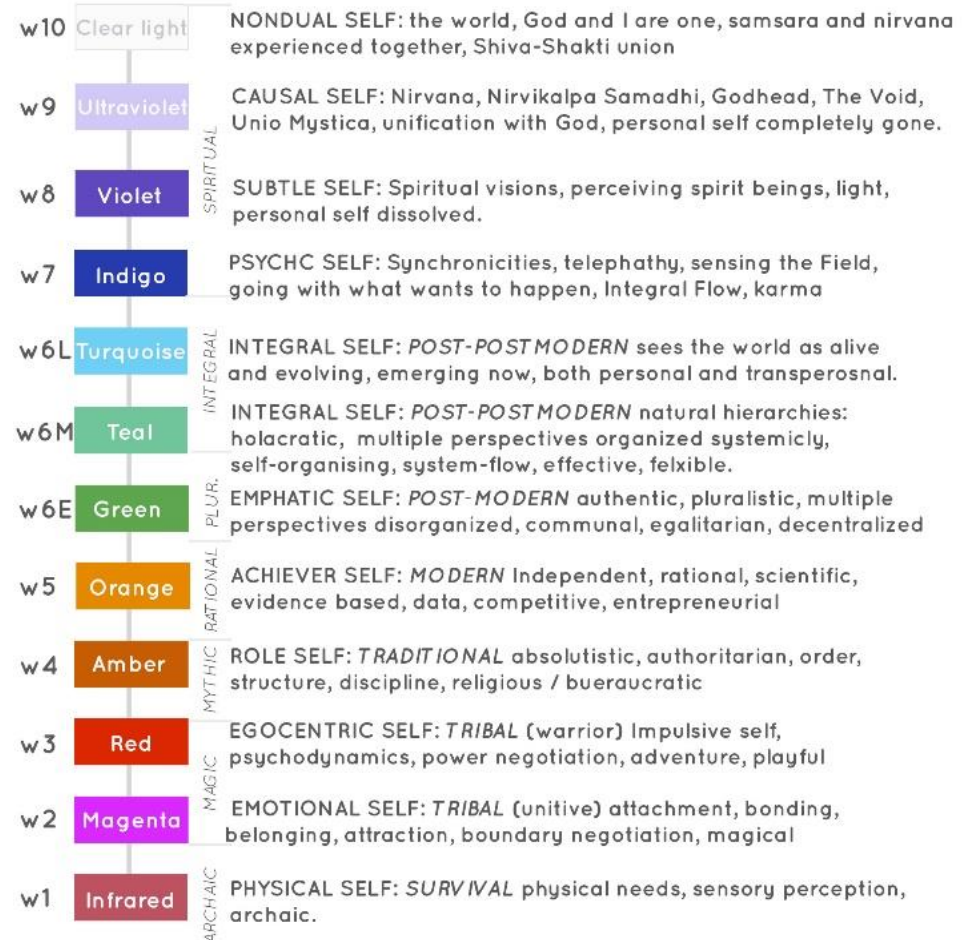 w10 Clear light NONDUAL SELF: the world, God and I are one, samsara and nirvana
experienced together, Shiva-Shakti union
w9 Ultraviolet CAUSAL SELF: Nirvana, Nirvikalpa Samadhi, Godhead, The Void,
Unio Mystica, unification with God, personal self completely gone.
SPIRITUAL
w8 Violet SUBTLE SELF: Spiritual visions, perceiving spirit beings, light,
personal self dissolved.
w7 Indigo PSYCHC SELF: Synchronicities, telephathy, sensing the Field,
going with what wants to happen, Integral Flow, karma
w6L Turquoise INTEGRAL SELF: POST-POSTMODERN sees the world as alive
and evolving, emerging now, both personal and transperosnal.
INTEGRAL
w6M Teal INTEGRAL SELF: POST-POSTMODERN natural hierarchies:
holacratic, multiple perspectives organized systemicly,
self-organising, system-flow, effective, felxible.
w6E Green PLUR. EMPHATIC SELF: POST-MODERN authentic, pluralistic, multiple
perspectives disorganized, communal, egalitarian, decentralized
w5 Orange RATIONAL ACHIEVER SELF: MODERN Independent, rational, scientific,
evidence based, data, competitive, entrepreneurial
w4 Amber MYTHIC ROLE SELF: TRADITIONAL absolutistic, authoritarian, order,
structure, discipline, religious / bueraucratic
w3 Red EGOCENTRIC SELF: TRIBAL (warrior) Impulsive self,
psychodynamics, power negotiation, adventure, playful
MAGIC
w2 Magenta EMOTIONAL SELF: TRIBAL (unitive) attachment, bonding,
belonging, attraction, boundary negotiation, magical
w1 Infrared ARCHAIC PHYSICAL SELF: SURVIVAL physical needs, sensory perception,
archaic.